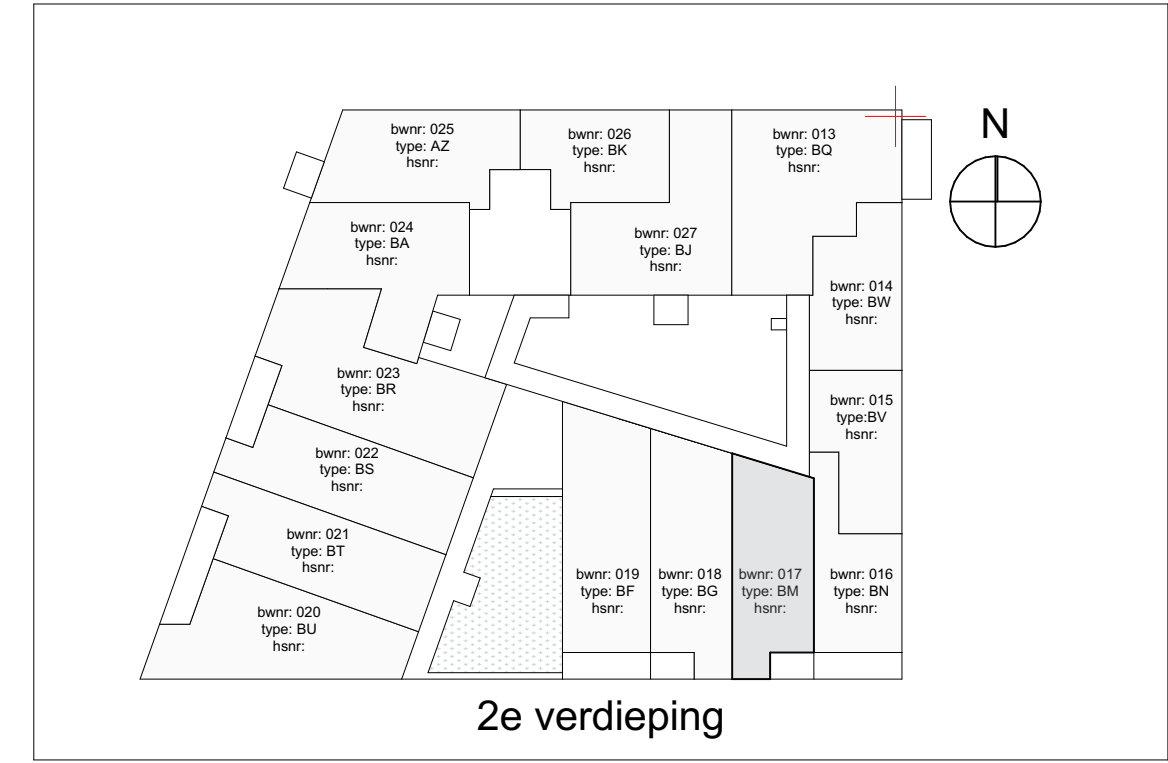 bwnr: 025
type: AZ
hsnr:
bwnr: 026
type: BK
hsnr:
bwnr: 013
type: BQ
hsnr:
N
bwnr: 024
type: BA
hsnr:
bwnr: 027
type: BJ
hsnr:
bwnr: 014
type: BW
hsnr:
bwnr: 023
type: BR
hsnr:
bwnr: 015
type:BV
hsnr:
bwnr: 022
type: BS
hsnr:
bwnr: 021
type: BT
hsnr:
bwnr: 020
type: BU
hsnr:
bwnr: 019
type: BF
hsnr:
bwnr: 018
type: BG
hsnr:
bwnr: 017
type: BM
hsnr:
bwnr: 016
type: BN
hsnr:
2e verdieping